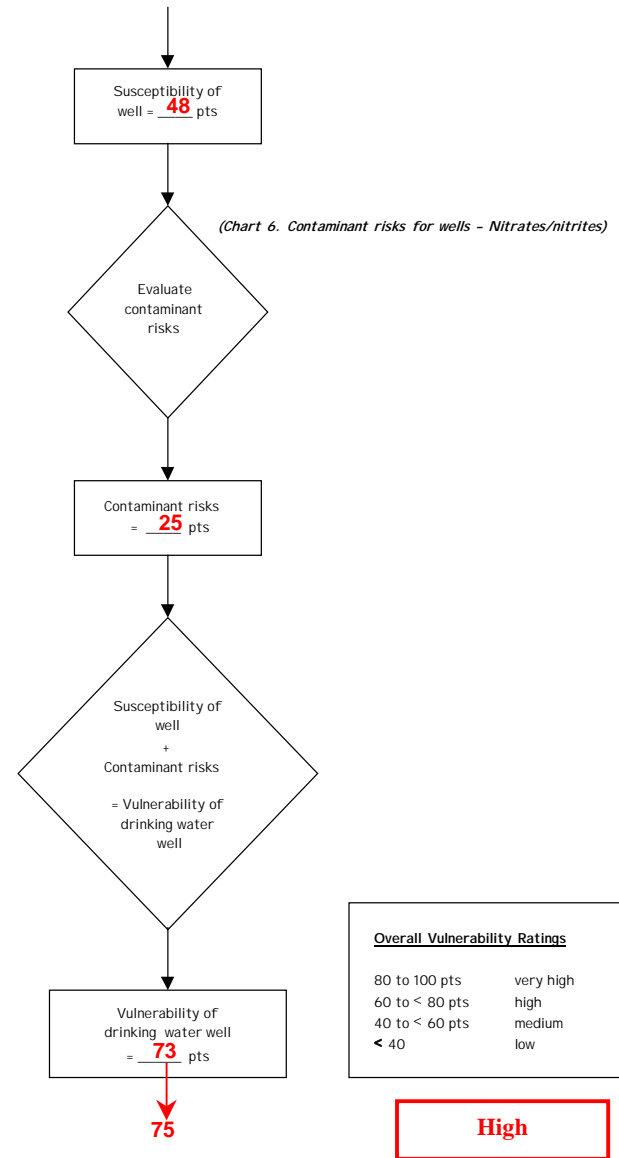 Susceptibility of
well = 48 pts
(Chart 6. Contaminant risks for wells – Nitrates/nitrites)
Evaluate
contaminant
risks
Contaminant risks
= 25 pts
Susceptibility of
well
+
Contaminant risks
= Vulnerability of
drinking water
well
Overall Vulnerability Ratings
80 to 100 pts very high
60 to < 80 pts high
40 to < 60 pts medium
< 40 low
Vulnerability of
drinking water well
= 73 pts
75
High